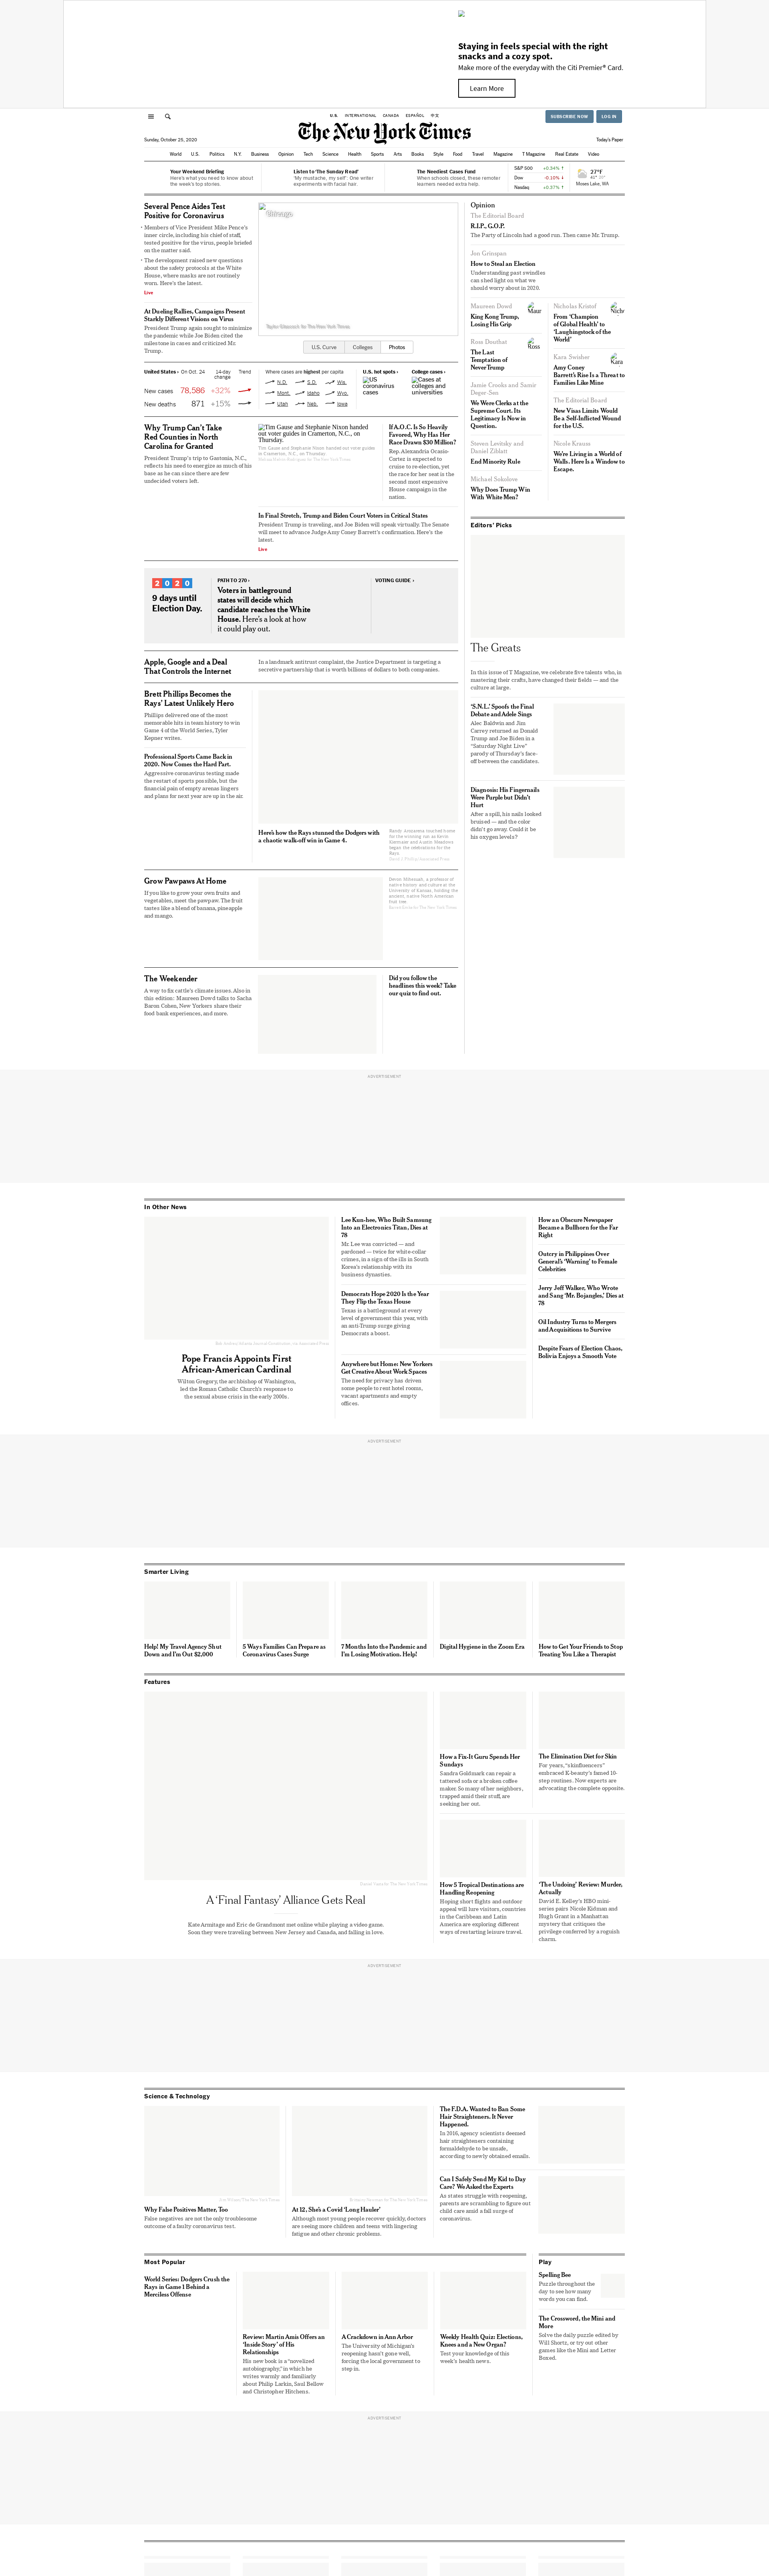 Staying in feels special with the right
snacks and a cozy spot.
Make more of the everyday with the Citi Premier® Card.
Learn More
U.S. INTERNATIONAL CANADA ESPAÑOL 中文
SUBSCRIBE NOW LOG IN
Sunday, October 25, 2020
The New York Times
Today's Paper
World U.S. Politics N.Y. Business Opinion Tech Science Health Sports Arts Books Style Food Travel Magazine T Magazine Real Estate Video
Your Weekend Briefing
Here's what you need to know about
the week's top stories.
Listen to 'The Sunday Read'
'My mustache, my self': One writer
experiments with facial hair.
The Neediest Cases Fund
When schools closed, these remoter
learners needed extra help.
S&P 500 +0.34% ↑
Dow -0.10% ↓
Nasdaq +0.37% ↑
27°F
Moses Lake, WA
Several Pence Aides Test
Positive for Coronavirus
Members of Vice President Mike Pence's
inner circle, including his chief of staff,
tested positive for the virus, people briefed
on the matter said.
The development raised new questions
about the safety protocols at the White
House, where masks are not routinely
worn. Here's the latest.
Live
At Dueling Rallies, Campaigns Present
Starkly Different Visions on Virus
President Trump again sought to minimize
the pandemic while Joe Biden cited the
milestone in cases and criticized Mr.
Trump.
Chicago
Taylor Glascock for The New York Times
U.S. Curve Colleges Photos
United States › On Oct. 24 14-day
change Trend
New cases 78,586 +32%
New deaths 871 +15%
Where cases are highest per capita
N.D. S.D. Wis.
Mont. Idaho Wyo.
Utah Neb. Iowa
U.S. hot spots ›
US
coronavirus
cases
College cases ›
Cases at
colleges and
universities
Why Trump Can't Take
Red Counties in North
Carolina for Granted
President Trump's trip to Gastonia, N.C.,
reflects his need to energize as much of his
base as he can since there are few
undecided voters left.
Tim Gause and Stephanie Nixon handed
out voter guides in Cramerton, N.C., on
Thursday.
Tim Gause and Stephanie Nixon handed out voter guides
in Cramerton, N.C., on Thursday.
If A.O.C. Is So Heavily
Favored, Why Has Her
Race Drawn $30 Million?
Rep. Alexandria Ocasio-
Cortez is expected to
cruise to re-election, yet
the race for her seat is the
second most expensive
House campaign in the
nation.
In Final Stretch, Trump and Biden Court Voters in Critical States
President Trump is traveling, and Joe Biden will speak virtually. The Senate
will meet to advance Judge Amy Coney Barrett's confirmation. Here's the
latest.
Live
2020
9 days until
Election Day.
PATH TO 270 ›
Voters in battleground
states will decide which
candidate reaches the White
House. Here's a look at how
it could play out.
VOTING GUIDE ›
Apple, Google and a Deal
That Controls the Internet
In a landmark antitrust complaint, the Justice Department is targeting a
secretive partnership that is worth billions of dollars to both companies.
Brett Phillips Becomes the
Rays' Latest Unlikely Hero
Phillips delivered one of the most
memorable hits in team history to win
Game 4 of the World Series, Tyler
Kepner writes.
Professional Sports Came Back in
2020. Now Comes the Hard Part.
Aggressive coronavirus testing made
the restart of sports possible, but the
financial pain of empty arenas lingers
and plans for next year are up in the air.
Here's how the Rays stunned the Dodgers with
a chaotic walk-off win in Game 4.
Randy Arozarena touched home
for the winning run as Kevin
Kiermaier and Austin Meadows
began the celebrations for the
Rays.
Grow Pawpaws At Home
If you like to grow your own fruits and
vegetables, meet the pawpaw. The fruit
tastes like a blend of banana, pineapple
and mango.
Devon Mihesuah, a professor of
native history and culture at the
University of Kansas, holding the
ancient, native North American
fruit tree.
The Weekender
A way to fix cattle's climate issues. Also in
this edition: Maureen Dowd talks to Sacha
Baron Cohen, New Yorkers share their
food bank experiences, and more.
Did you follow the
headlines this week? Take
our quiz to find out.
Opinion
The Editorial Board
R.I.P., G.O.P.
The Party of Lincoln had a good run. Then came Mr. Trump.
Jon Grinspan
How to Steal an Election
Understanding past swindles
can shed light on what we
should worry about in 2020.
Maureen Dowd
King Kong Trump,
Losing His Grip
Ross Douthat
The Last
Temptation of
NeverTrump
Jamie Crooks and Samir
Deger-Sen
We Were Clerks at the
Supreme Court. Its
Legitimacy Is Now in
Question.
Steven Levitsky and
Daniel Ziblatt
End Minority Rule
Michael Sokolove
Why Does Trump Win
With White Men?
Nicholas Kristof
From 'Champion
of Global Health' to
'Laughingstock of the
World'
Kara Swisher
Amy Coney
Barrett's Rise Is a Threat to
Families Like Mine
The Editorial Board
New Visas Limits Would
Be a Self-Inflicted Wound
for the U.S.
Nicole Krauss
We're Living in a World of
Walls. Here Is a Window to
Escape.
Editors' Picks
The Greats
In this issue of T Magazine, we celebrate five talents who, in
mastering their crafts, have changed their fields — and the
culture at large.
'S.N.L.' Spoofs the Final
Debate and Adele Sings
Alec Baldwin and Jim
Carrey returned as Donald
Trump and Joe Biden in a
"Saturday Night Live"
parody of Thursday's face-
off between the candidates.
Diagnosis: His Fingernails
Were Purple but Didn't
Hurt
After a spill, his nails looked
bruised — and the color
didn't go away. Could it be
his oxygen levels?
ADVERTISEMENT
In Other News
Pope Francis Appoints First
African-American Cardinal
Wilton Gregory, the archbishop of Washington,
led the Roman Catholic Church's response to
the sexual abuse crisis in the early 2000s.
Lee Kun-hee, Who Built Samsung
Into an Electronics Titan, Dies at
78
Mr. Lee was convicted — and
pardoned — twice for white-collar
crimes, in a sign of the ills in South
Korea's relationship with its
business dynasties.
Democrats Hope 2020 Is the Year
They Flip the Texas House
Texas is a battleground at every
level of government this year, with
an anti-Trump surge giving
Democrats a boost.
Anywhere but Home: New Yorkers
Get Creative About Work Spaces
The need for privacy has driven
some people to rent hotel rooms,
vacant apartments and empty
offices.
How an Obscure Newspaper
Became a Bullhorn for the Far
Right
Outcry in Philippines Over
General's 'Warning' to Female
Celebrities
Jerry Jeff Walker, Who Wrote
and Sang 'Mr. Bojangles,' Dies at
78
Oil Industry Turns to Mergers
and Acquisitions to Survive
Despite Fears of Election Chaos,
Bolivia Enjoys a Smooth Vote
ADVERTISEMENT
Smarter Living
Help! My Travel Agency Shut
Down and I'm Out $2,000
5 Ways Families Can Prepare as
Coronavirus Cases Surge
7 Months Into the Pandemic and
I'm Losing Motivation. Help!
Digital Hygiene in the Zoom Era
How to Get Your Friends to Stop
Treating You Like a Therapist
Features
A 'Final Fantasy' Alliance Gets Real
Kate Armitage and Eric de Grandmont met online while playing a video game.
Soon they were traveling between New Jersey and Canada, and falling in love.
How a Fix-It Guru Spends Her
Sundays
Sandra Goldmark can repair a
tattered sofa or a broken coffee
maker. So many of her neighbors,
trapped amid their stuff, are
seeking her out.
The Elimination Diet for Skin
For years, "skinfluencers"
embraced K-beauty's famed 10-
step routines. Now experts are
advocating the complete opposite.
How 5 Tropical Destinations are
Handling Reopening
Hoping short flights and outdoor
appeal will lure visitors, countries
in the Caribbean and Latin
America are exploring different
ways of restarting leisure travel.
'The Undoing' Review: Murder,
Actually
David E. Kelley's HBO mini-
series pairs Nicole Kidman and
Hugh Grant in a Manhattan
mystery that critiques the
privilege conferred by a roguish
charm.
ADVERTISEMENT
Science & Technology
Why False Positives Matter, Too
False negatives are not the only troublesome
outcome of a faulty coronavirus test.
At 12, She's a Covid 'Long Hauler'
Although most young people recover quickly, doctors
are seeing more children and teens with lingering
fatigue and other chronic problems.
The F.D.A. Wanted to Ban Some
Hair Straighteners. It Never
Happened.
In 2016, agency scientists deemed
hair straighteners containing
formaldehyde to be unsafe,
according to newly obtained emails.
Can I Safely Send My Kid to Day
Care? We Asked the Experts
As states struggle with reopening,
parents are scrambling to figure out
child care amid a fall surge of
coronavirus.
Most Popular
World Series: Dodgers Crush the
Rays in Game 1 Behind a
Merciless Offense
Review: Martin Amis Offers an
'Inside Story' of His
Relationships
His new book is a "novelized
autobiography," in which he
writes warmly and familiarly
about Philip Larkin, Saul Bellow
and Christopher Hitchens.
A Crackdown in Ann Arbor
The University of Michigan's
reopening hasn't gone well,
forcing the local government to
step in.
Weekly Health Quiz: Elections,
Knees and a New Organ?
Test your knowledge of this
week's health news.
Play
Spelling Bee
Puzzle throughout the
day to see how many
words you can find.
The Crossword, the Mini and
More
Solve the daily puzzle edited by
Will Shortz, or try out other
games like the Mini and Letter
Boxed.
ADVERTISEMENT